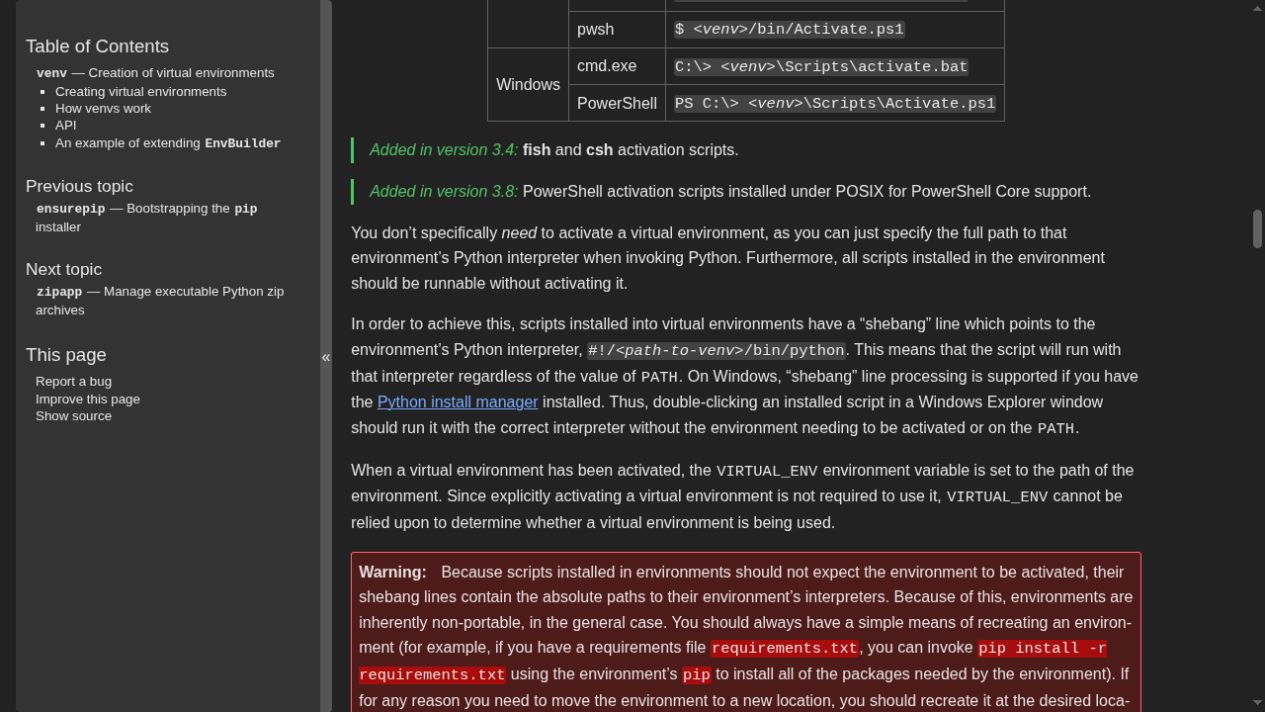 Table of Contents
venv — Creation of virtual environments
Creating virtual environments
How venvs work
API
An example of extending EnvBuilder
Previous topic
ensurepip — Bootstrapping the pip
installer
Next topic
zipapp — Manage executable Python zip
archives
This page
Report a bug
Improve this page
Show source
«
pwsh $ <venv>/bin/Activate.ps1
Windows
cmd.exe C:\> <venv>\Scripts\activate.bat
PowerShell PS C:\> <venv>\Scripts\Activate.ps1
Added in version 3.4: fish and csh activation scripts.
Added in version 3.8: PowerShell activation scripts installed under POSIX for PowerShell Core support.
You don’t specifically need to activate a virtual environment, as you can just specify the full path to that
environment’s Python interpreter when invoking Python. Furthermore, all scripts installed in the environment
should be runnable without activating it.
In order to achieve this, scripts installed into virtual environments have a “shebang” line which points to the
environment’s Python interpreter, #!/<path-to-venv>/bin/python. This means that the script will run with
that interpreter regardless of the value of PATH. On Windows, “shebang” line processing is supported if you have
the Python install manager installed. Thus, double-clicking an installed script in a Windows Explorer window
should run it with the correct interpreter without the environment needing to be activated or on the PATH.
When a virtual environment has been activated, the VIRTUAL_ENV environment variable is set to the path of the
environment. Since explicitly activating a virtual environment is not required to use it, VIRTUAL_ENV cannot be
relied upon to determine whether a virtual environment is being used.
Warning: Because scripts installed in environments should not expect the environment to be activated, their
shebang lines contain the absolute paths to their environment’s interpreters. Because of this, environments are
inherently non-portable, in the general case. You should always have a simple means of recreating an environ-
ment (for example, if you have a requirements file requirements.txt, you can invoke pip install -r
requirements.txt using the environment’s pip to install all of the packages needed by the environment). If
for any reason you need to move the environment to a new location, you should recreate it at the desired loca-